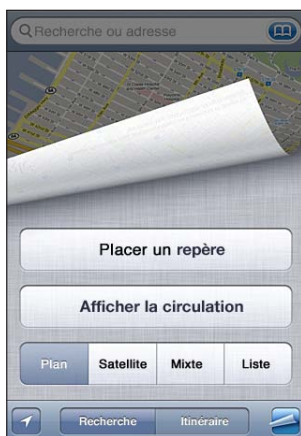 Recherche ou adresse
Placer un repère
Afficher la circulation
Plan Satellite Mixte Liste
Recherche Itinéraire